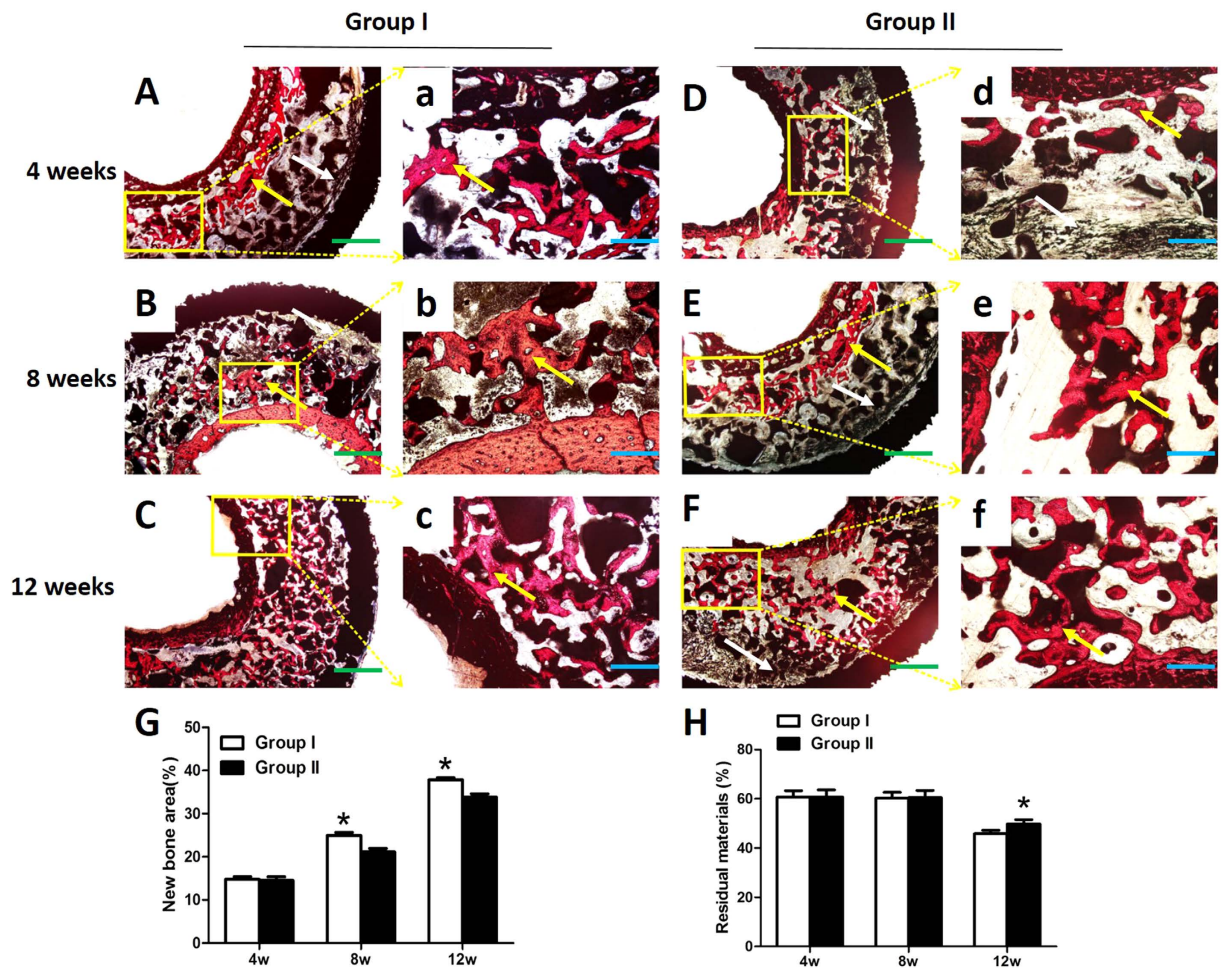 Group I
Group II
A
a
D
d
4 weeks
B
b
E
e
8 weeks
C
c
F
f
12 weeks
G
New bone area(%)
50
40
30
20
10
0
Group I
Group II
*
*
4w
8w
12w
H
Residual materials (%)
80
60
40
20
0
Group I
Group II
*
4w
8w
12w